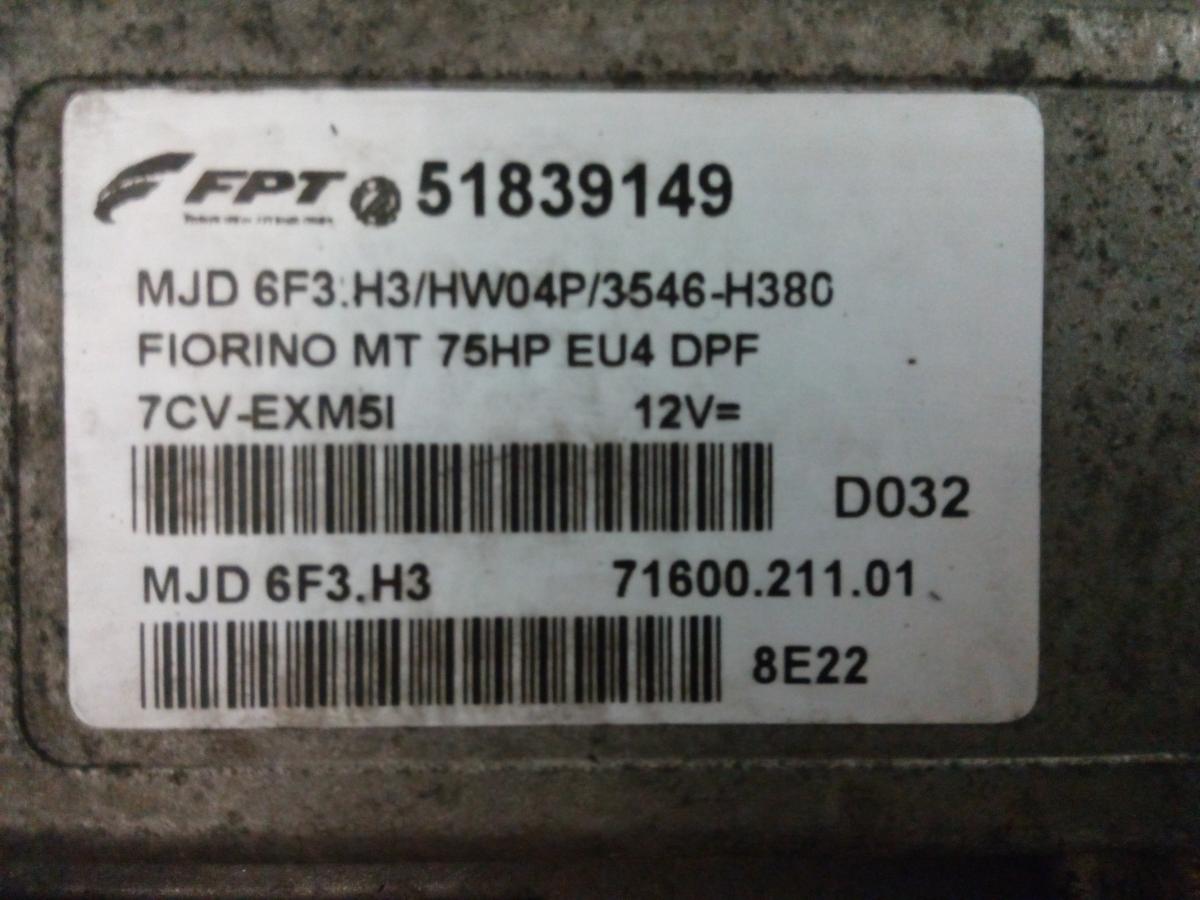 FPT 51839149
MJD 6F3.H3/HW04P/3546-H380
FIORINO MT 75HP EU4 DPF
7CV-EXM5I 12V=
D032
MJD 6F3.H3 71600.211.01
8E22